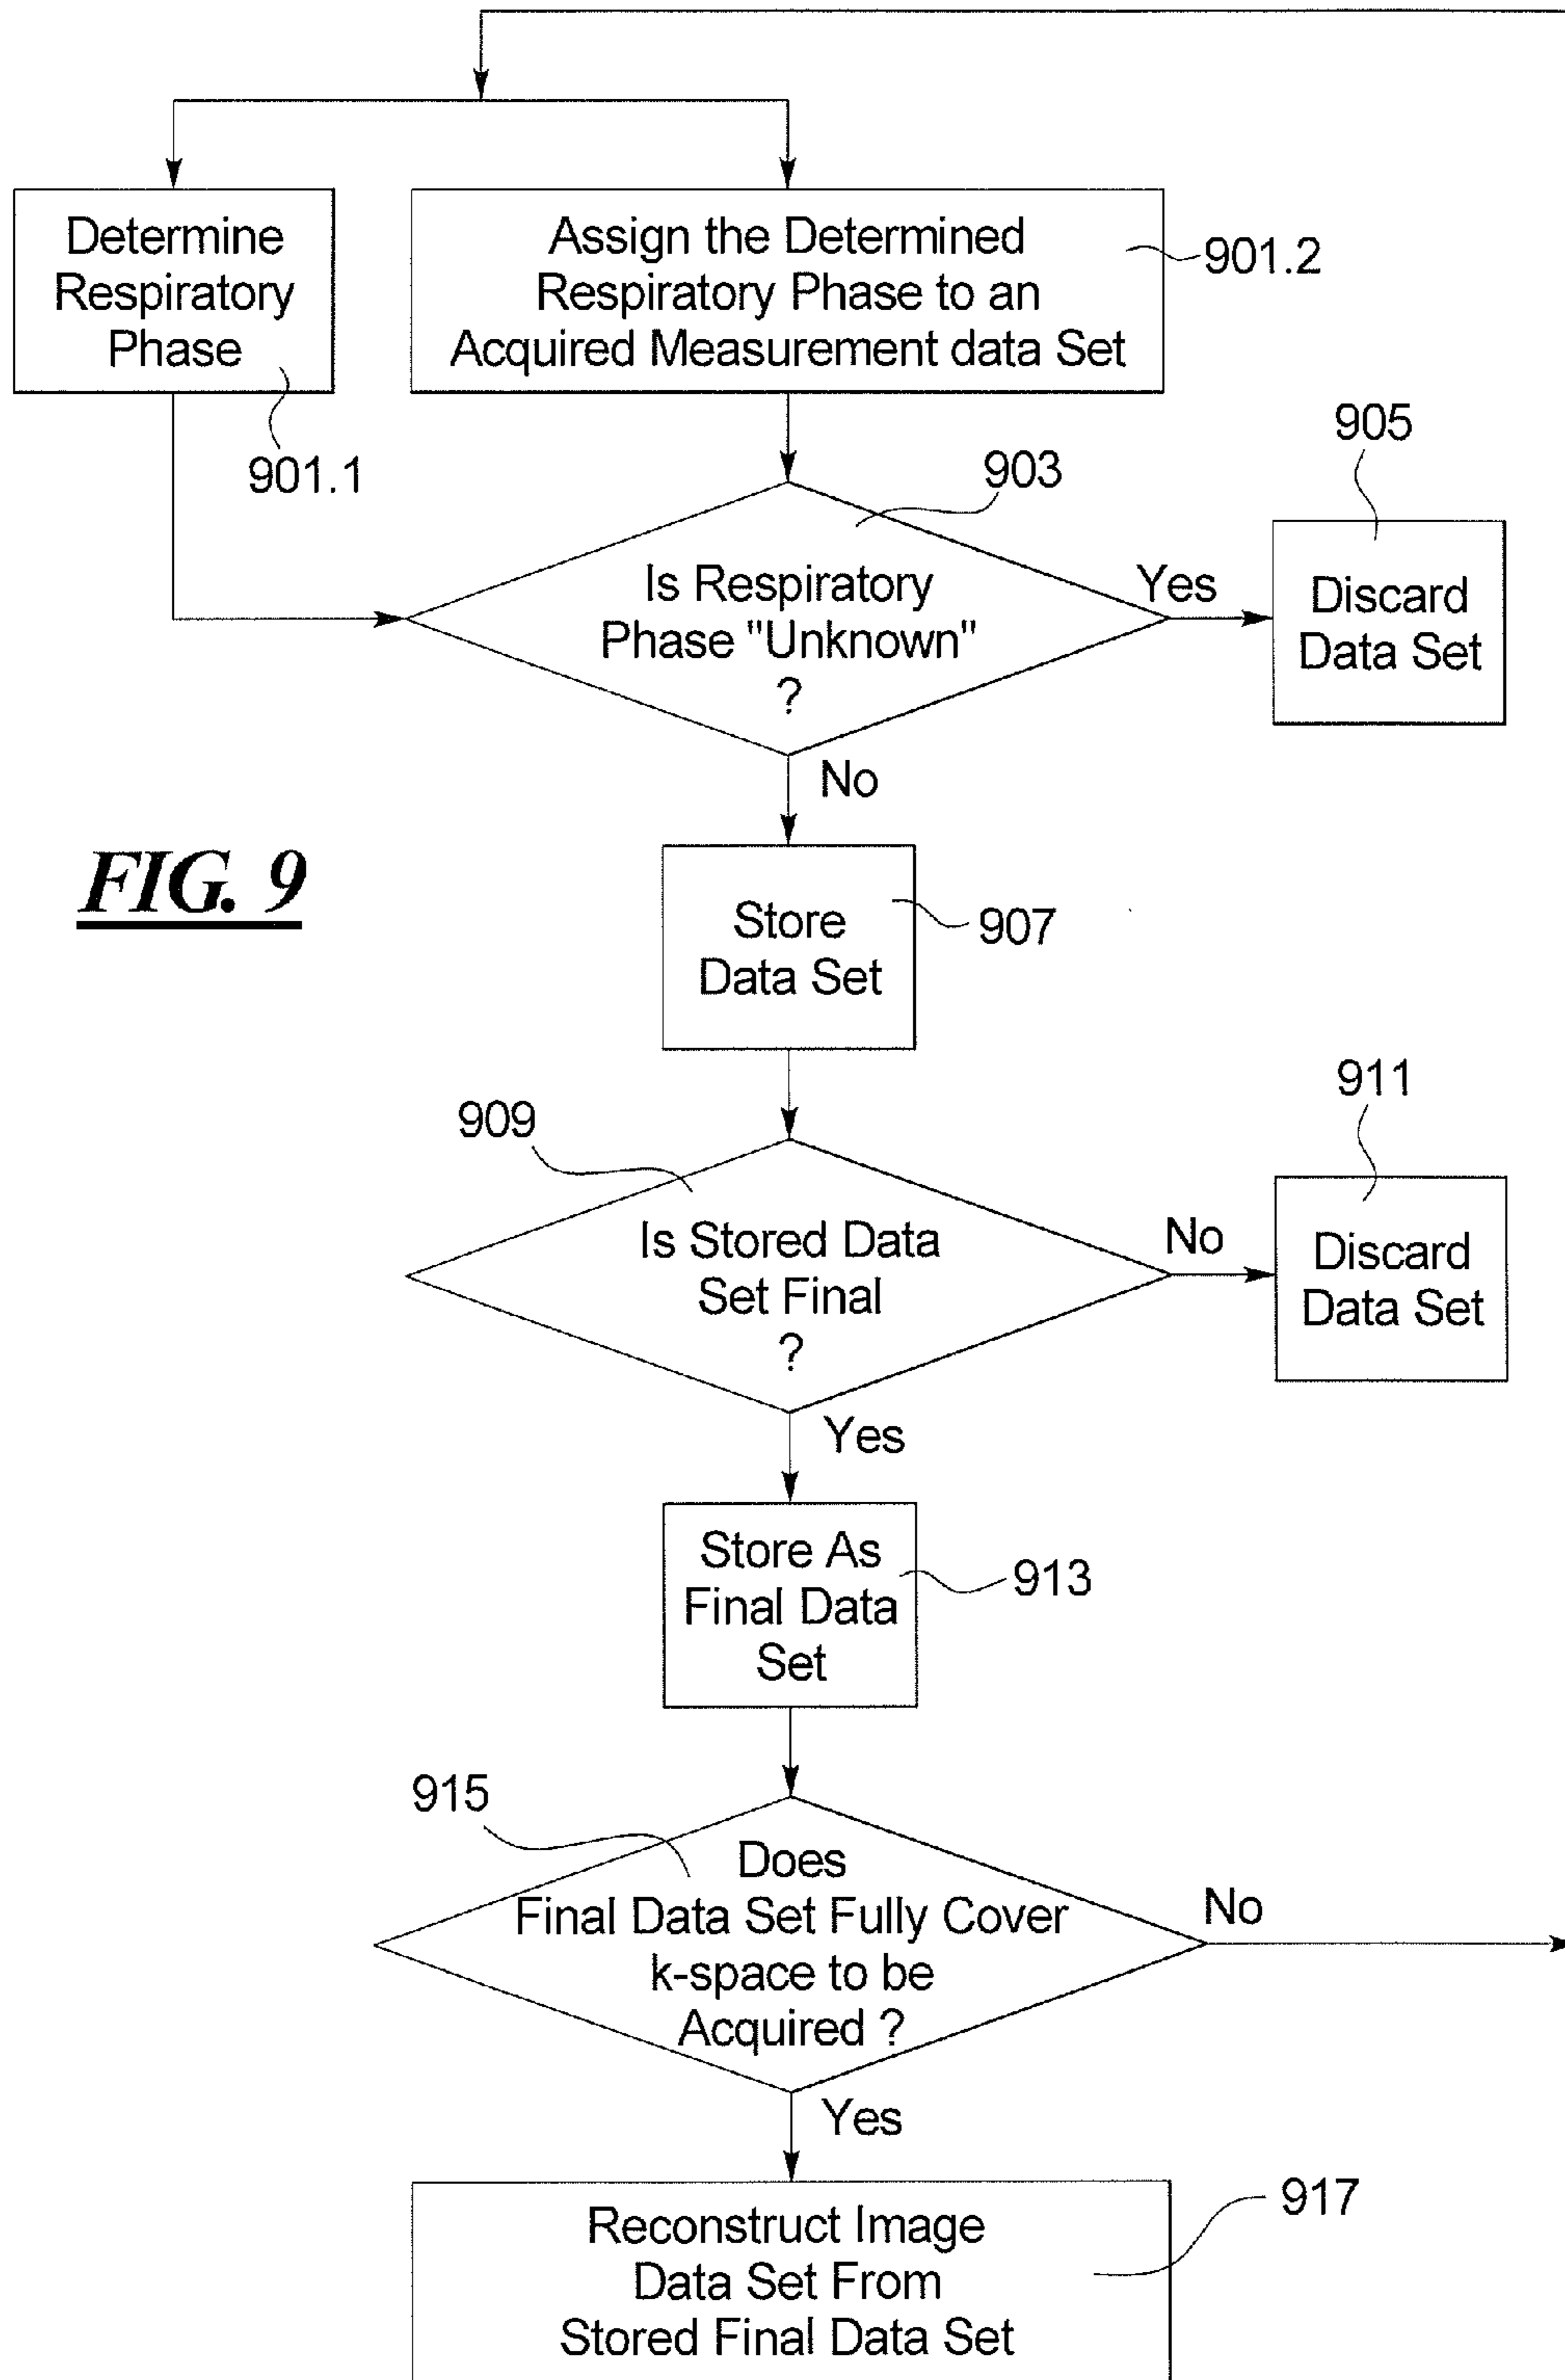 Determine
Respiratory
Phase
901.1
Assign the Determined
Respiratory Phase to an
Acquired Measurement data Set
901.2
903
Is Respiratory
Phase "Unknown"
?
Yes
905
Discard
Data Set
No
FIG. 9
Store
Data Set
907
909
Is Stored Data
Set Final
?
No
911
Discard
Data Set
Yes
Store As
Final Data
Set
913
915
Does
Final Data Set Fully Cover
k-space to be
Acquired ?
No
Yes
Reconstruct Image
Data Set From
Stored Final Data Set
917